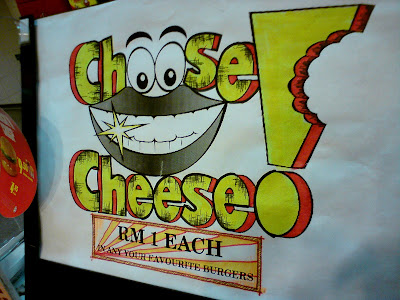 Choose
Cheese!
RM 1 EACH
IN ANY YOUR FAVOURITE BURGERS